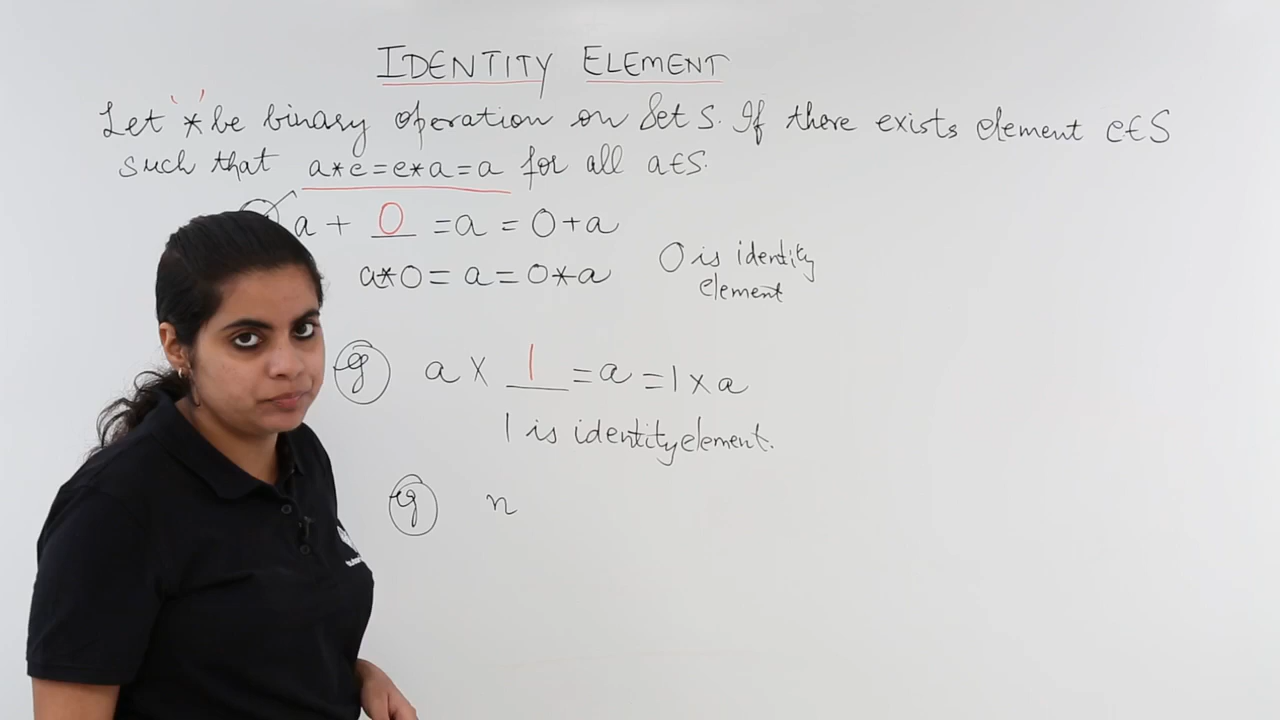 IDENTITY ELEMENT
Let '*' be binary operation on Set S. If there exists element e∈S
such that a*e=e*a=a for all a∈S.
a + 0 =a = 0+a
a*0 = a = 0*a
0 is identity
element
eg a × 1 =a =1×a
1 is identity element.
eg n